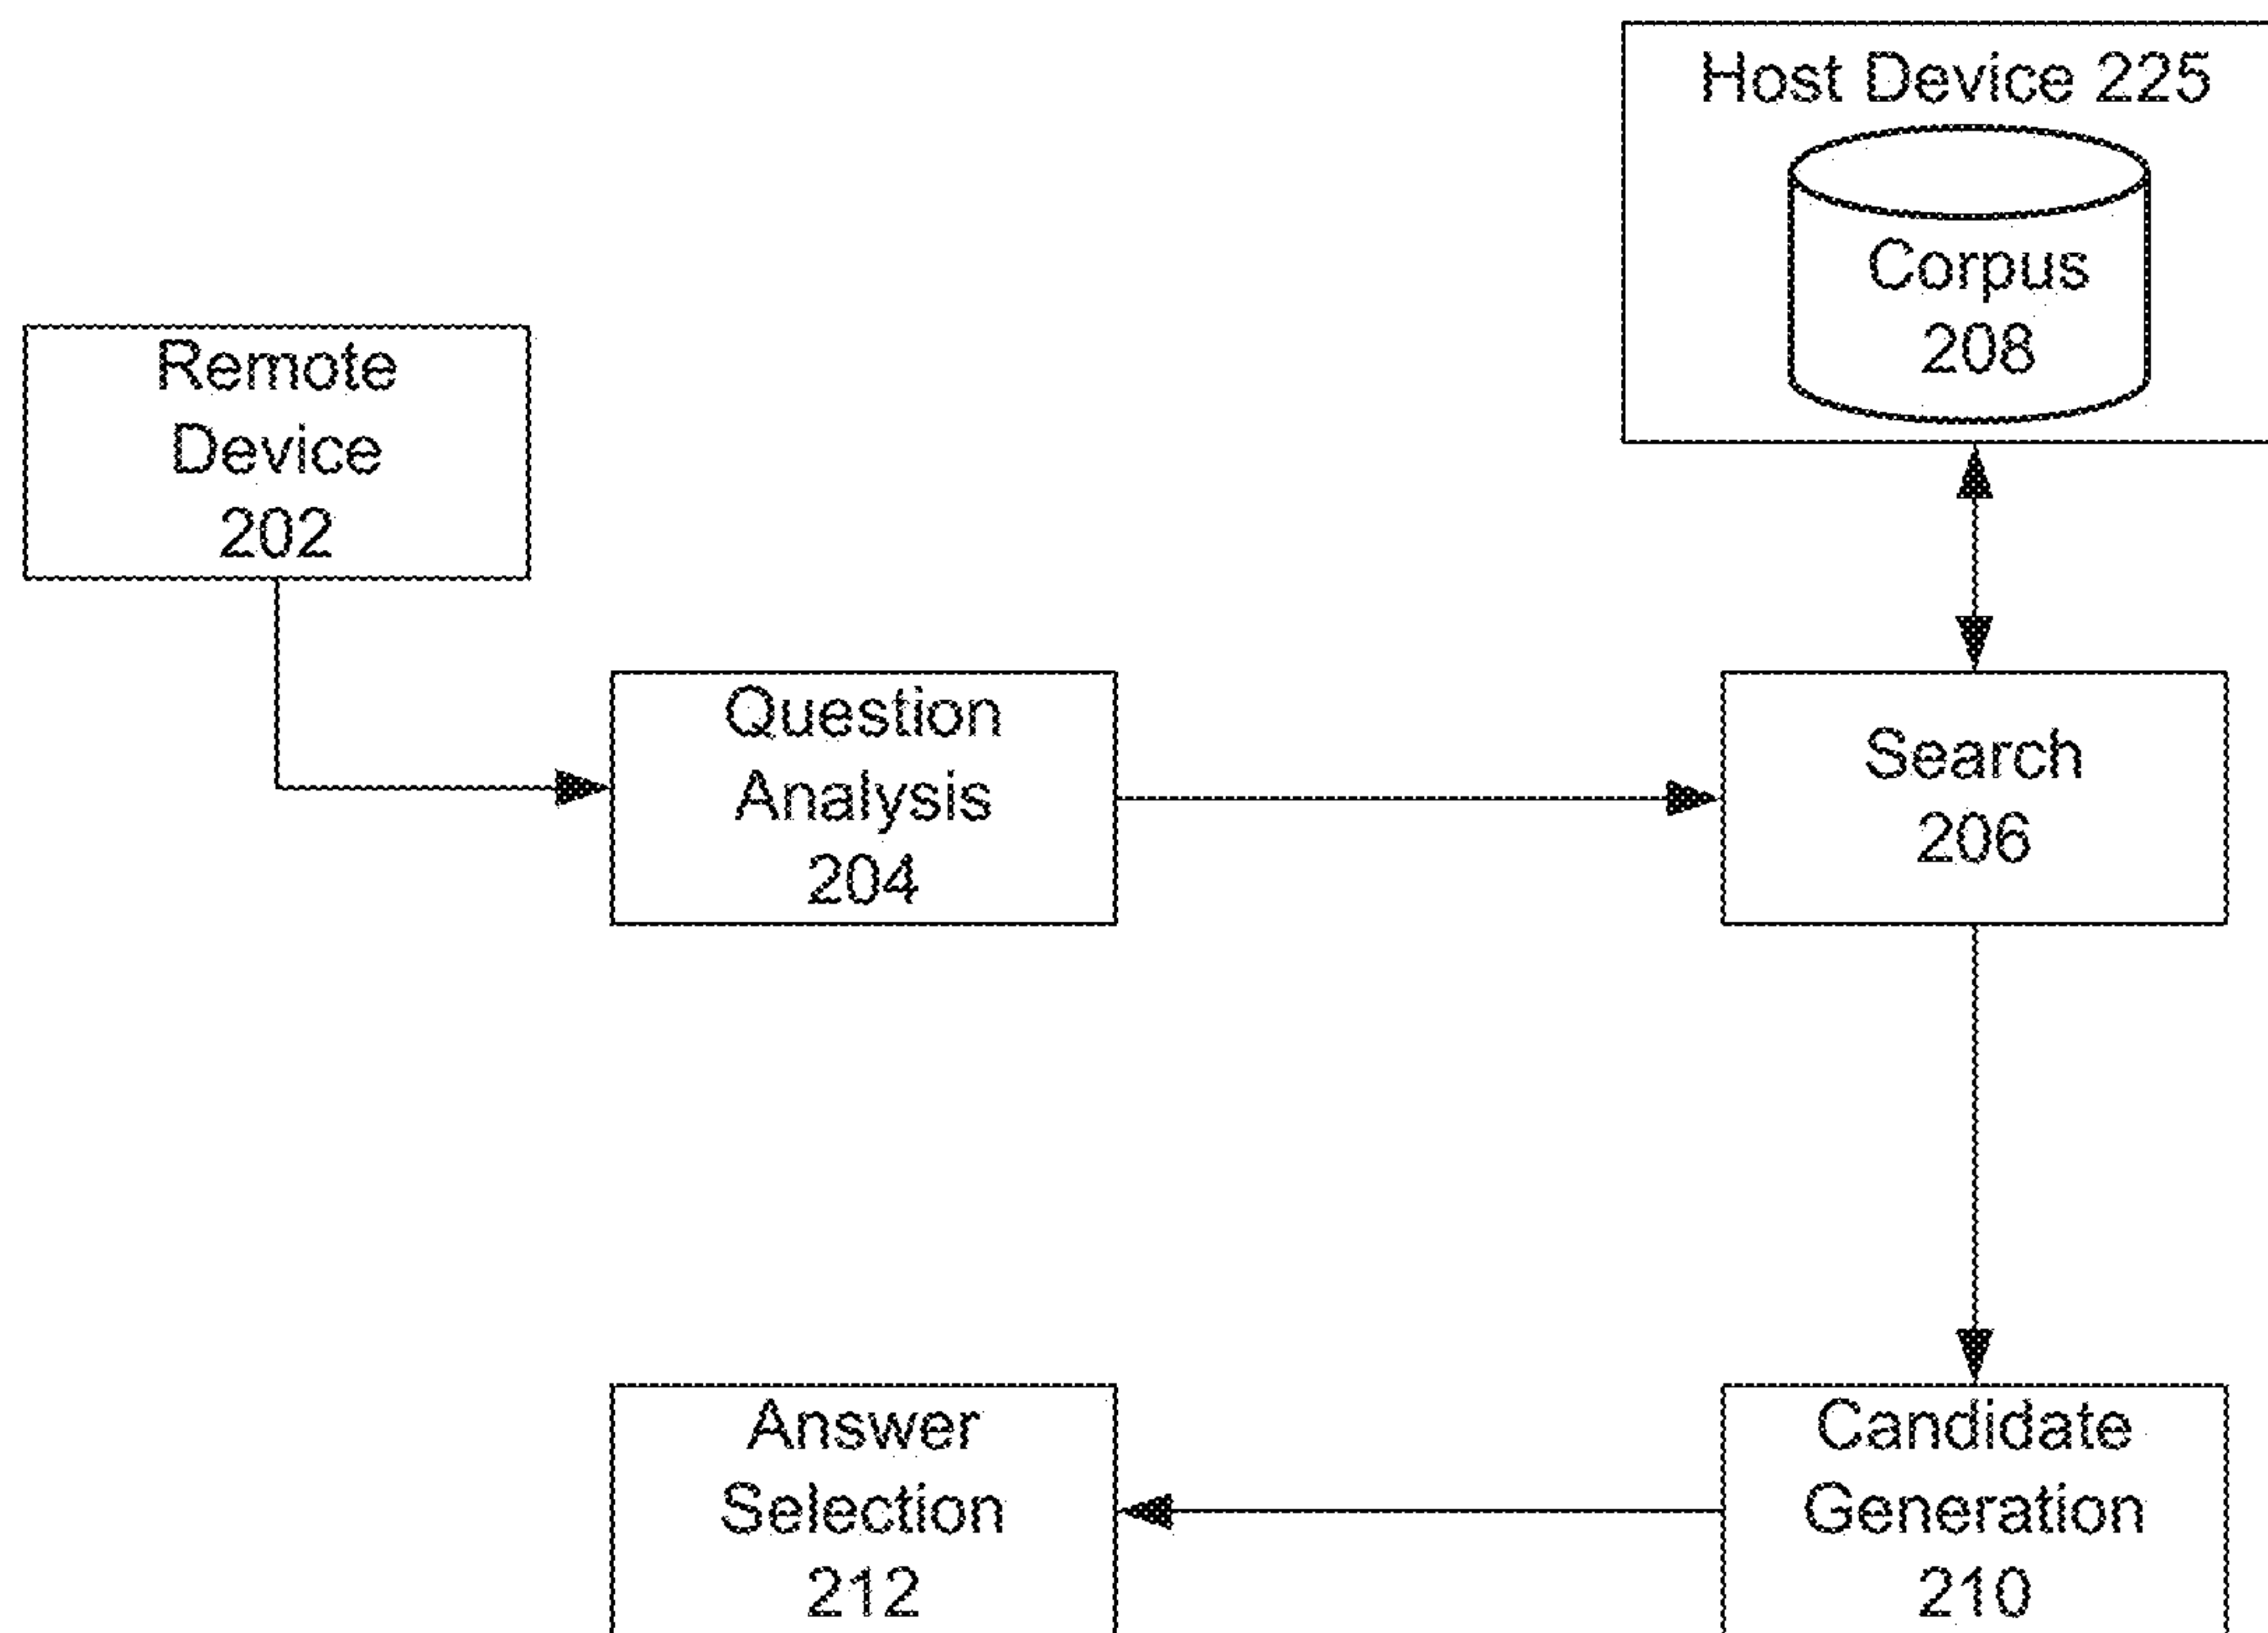 Host Device 225
Corpus
208
Remote
Device
202
Question
Analysis
204
Search
206
Answer
Selection
212
Candidate
Generation
210